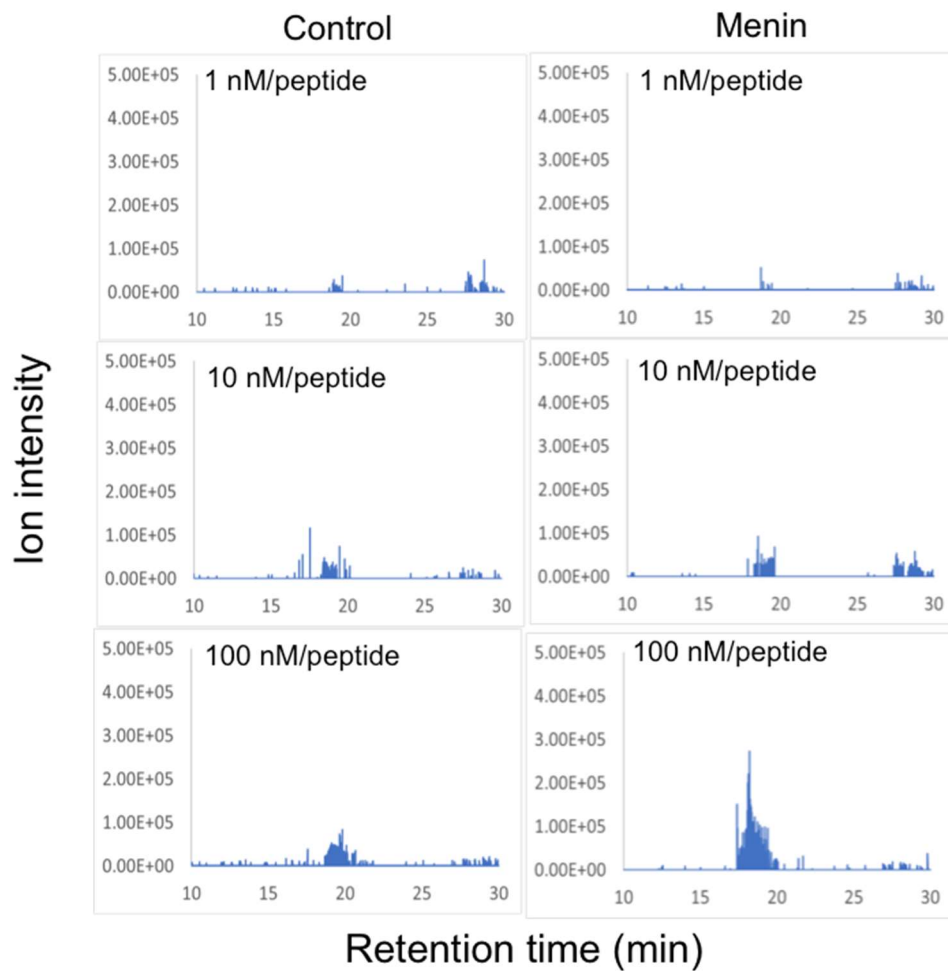 Control
Menin
Ion intensity
5.00E+05
4.00E+05
3.00E+05
2.00E+05
1.00E+05
0.00E+00
1 nM/peptide
10 15 20 25 30
5.00E+05
4.00E+05
3.00E+05
2.00E+05
1.00E+05
0.00E+00
1 nM/peptide
10 15 20 25 30
5.00E+05
4.00E+05
3.00E+05
2.00E+05
1.00E+05
0.00E+00
10 nM/peptide
10 15 20 25 30
5.00E+05
4.00E+05
3.00E+05
2.00E+05
1.00E+05
0.00E+00
10 nM/peptide
10 15 20 25 30
5.00E+05
4.00E+05
3.00E+05
2.00E+05
1.00E+05
0.00E+00
100 nM/peptide
10 15 20 25 30
5.00E+05
4.00E+05
3.00E+05
2.00E+05
1.00E+05
0.00E+00
100 nM/peptide
10 15 20 25 30
Retention time (min)